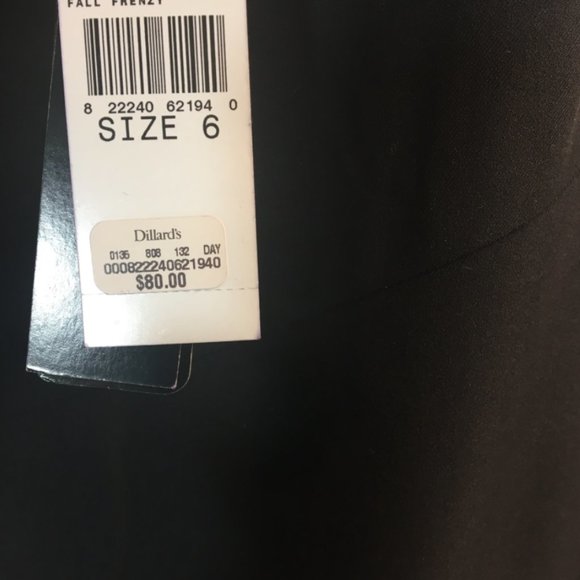 FALL FRENZY
8 22240 62194 0
SIZE 6
Dillard's
0135 808 132 DAY
000822240621940
$80.00